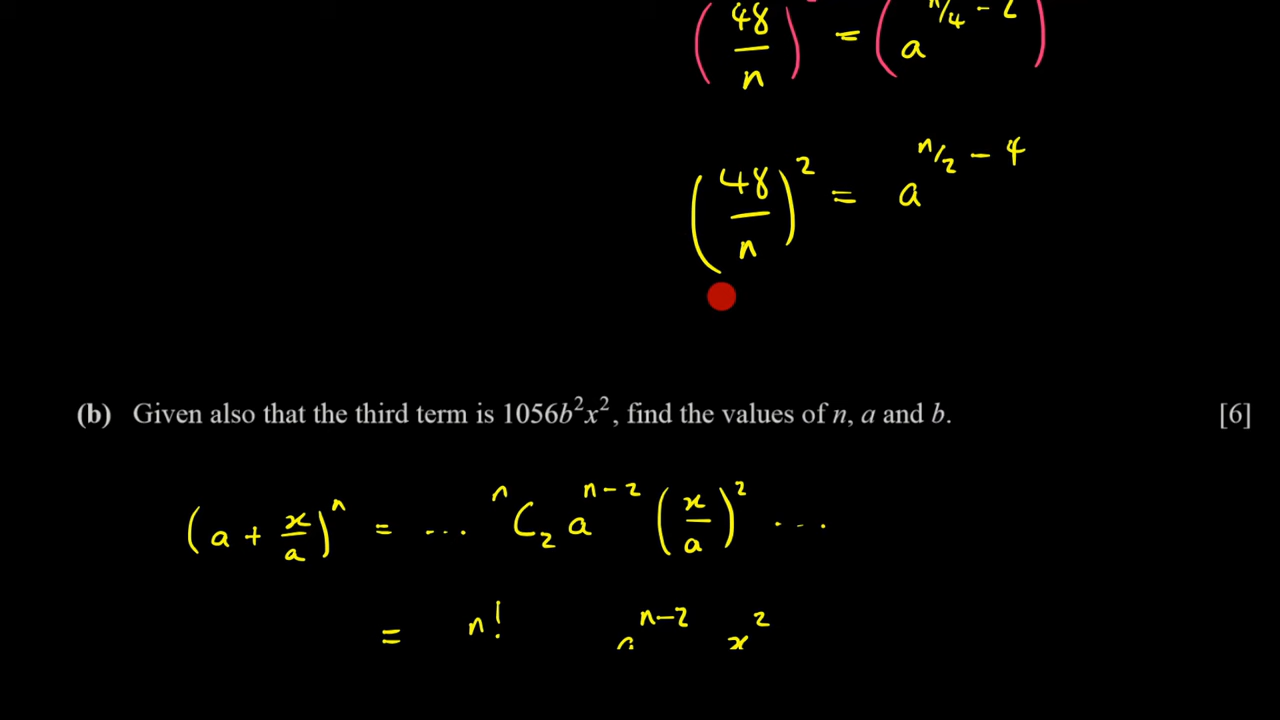 (48/n) = (a^(n/4 - 2))
(48/n)^2 = a^(n/2 - 4)
(b) Given also that the third term is 1056b²x², find the values of n, a and b. [6]
(a + x/a)^n = ... ^nC_2 a^(n-2) (x/a)^2 ...
= n! a^(n-2) x^2